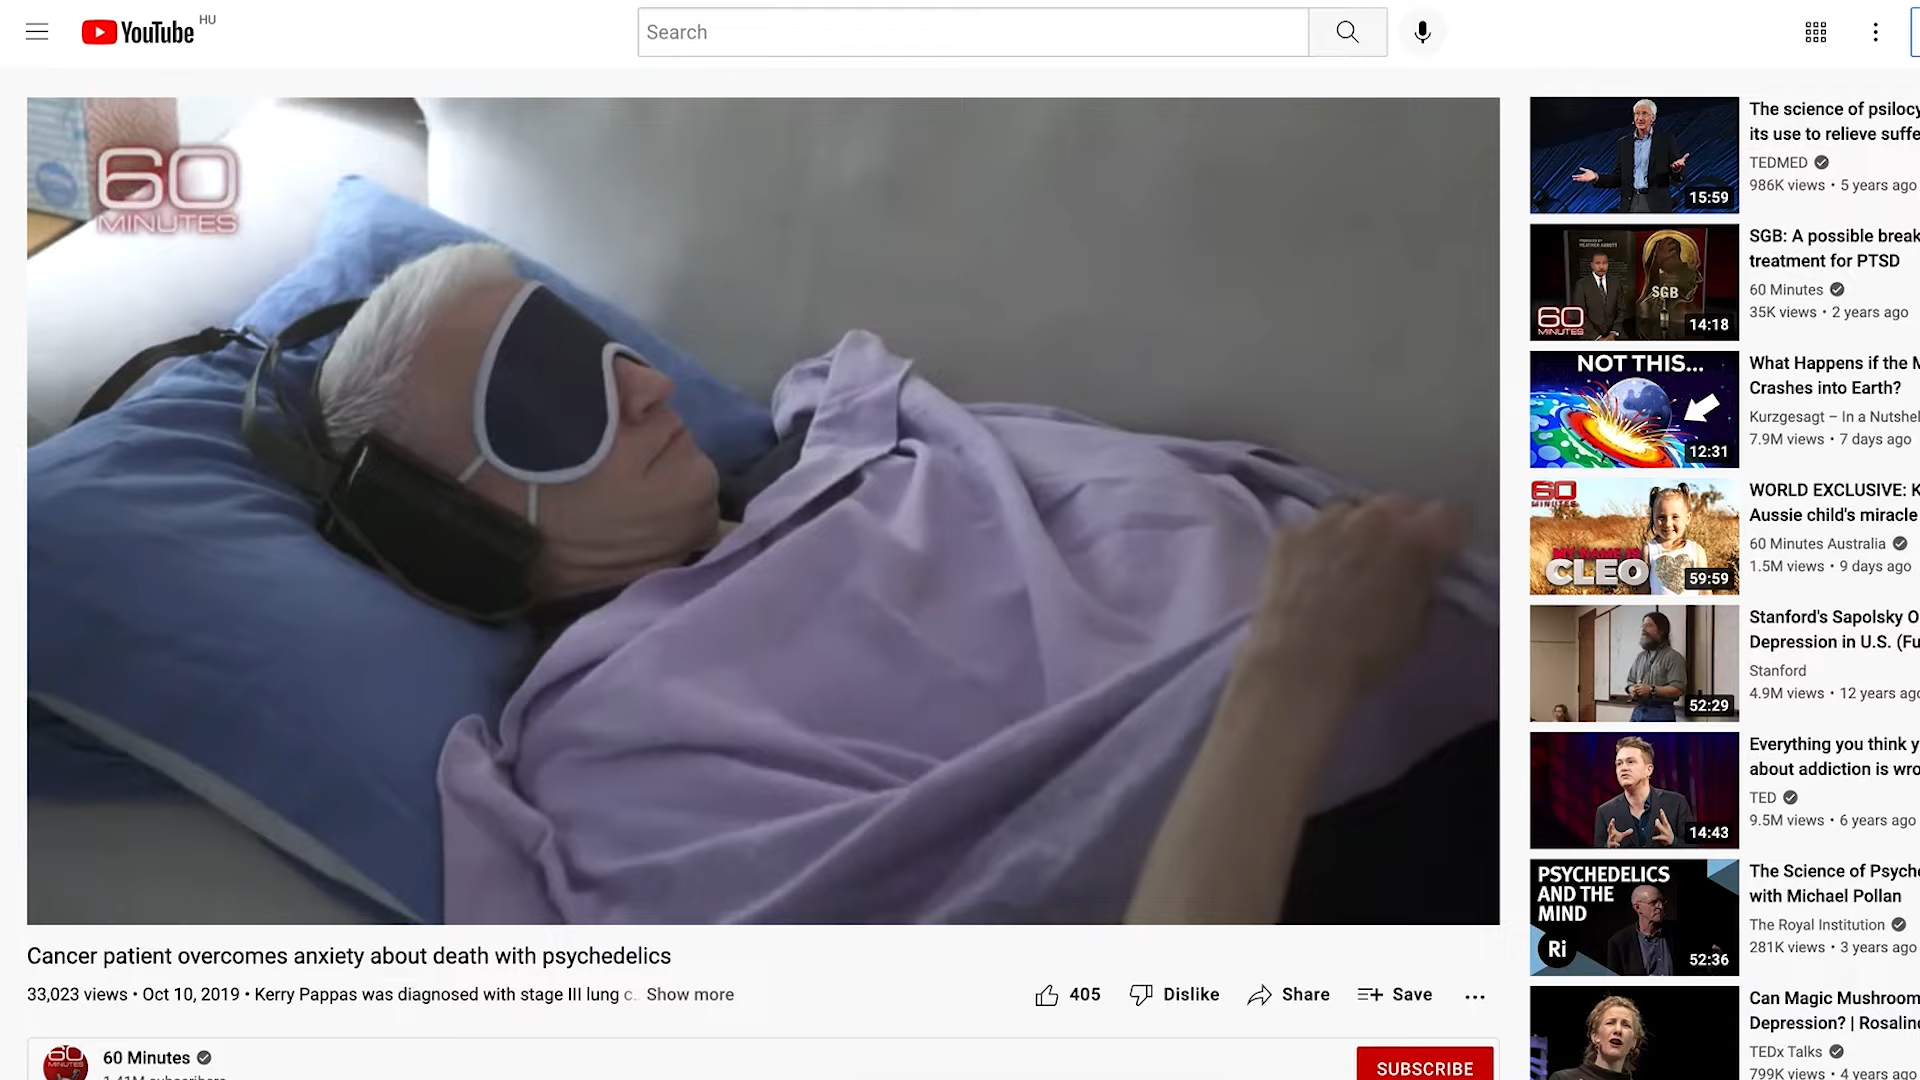 YouTube HU
Search
60
MINUTES
Cancer patient overcomes anxiety about death with psychedelics
33,023 views • Oct 10, 2019 • Kerry Pappas was diagnosed with stage III lung c.. Show more
405 Dislike Share Save ...
60 Minutes
1.41M subscribers
SUBSCRIBE
15:59
The science of psilocy
its use to relieve suffe
TEDMED
986K views • 5 years ago
SGB
60
MINUTES
14:18
SGB: A possible break
treatment for PTSD
60 Minutes
35K views • 2 years ago
NOT THIS...
12:31
What Happens if the M
Crashes into Earth?
Kurzgesagt – In a Nutshel
7.9M views • 7 days ago
60
MINUTES
MY NAME IS
CLEO
59:59
WORLD EXCLUSIVE: K
Aussie child's miracle
60 Minutes Australia
1.5M views • 9 days ago
52:29
Stanford's Sapolsky O
Depression in U.S. (Fu
Stanford
4.9M views • 12 years ago
14:43
Everything you think y
about addiction is wro
TED
9.5M views • 6 years ago
PSYCHEDELICS
AND THE
MIND
Ri
52:36
The Science of Psyche
with Michael Pollan
The Royal Institution
281K views • 3 years ago
Can Magic Mushroom
Depression? | Rosalind
TEDx Talks
799K views • 4 years ago